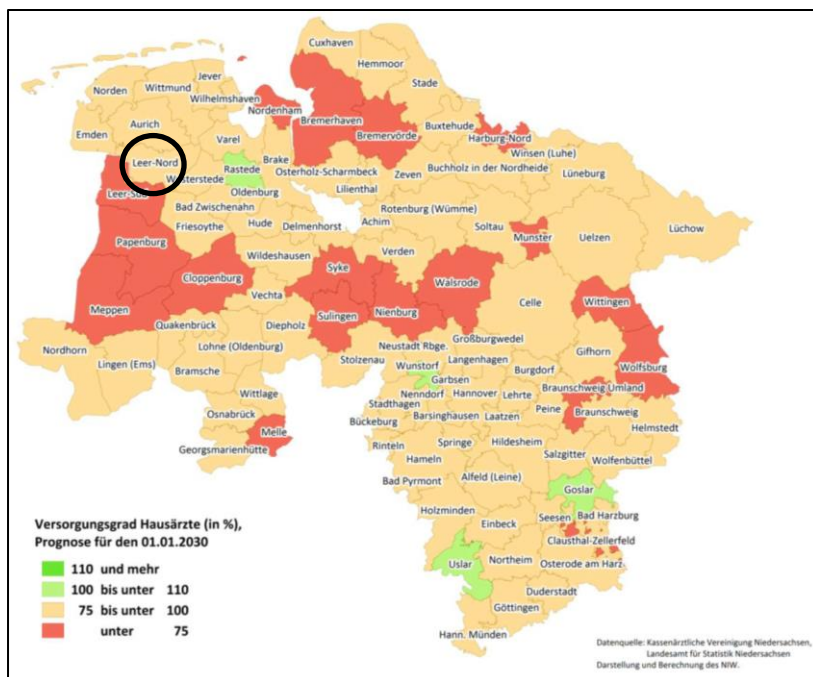 Cuxhaven
Hemmoor
Jever
Norden
Wittmund
Stade
Wilhelmshaven
Nordenham
Aurich
Bremerhaven
Emden
Bremervörde
Buxtehude
Varel
Harburg-Nord
Winsen (Luhe)
Leer-Nord
Brake
Rastede
Osterholz-Scharmbeck
Zeven
Buchholz in der Nordheide
Lüneburg
Westerstede
Oldenburg
Lilienthal
Leer-Süd
Bad Zwischenahn
Rotenburg (Wümme)
Friesoythe
Hude
Delmenhorst
Achim
Soltau
Lüchow
Papenburg
Munster
Uelzen
Wildeshausen
Verden
Cloppenburg
Syke
Walsrode
Vechta
Celle
Wittingen
Meppen
Sulingen
Nienburg
Quakenbrück
Diepholz
Großburgwedel
Nordhorn
Lohne (Oldenburg)
Stolzenau
Neustadt Rbge.
Gifhorn
Lingen (Ems)
Wunstorf
Langenhagen
Wolfsburg
Bramsche
Garbsen
Burgdorf
Braunschweig-Umland
Wittlage
Nenndorf
Hannover
Lehrte
Stadthagen
Peine
Osnabrück
Barsinghausen
Laatzen
Braunschweig
Bückeburg
Helmstedt
Melle
Georgsmarienhütte
Rinteln
Springe
Hildesheim
Salzgitter
Hameln
Wolfenbüttel
Bad Pyrmont
Alfeld (Leine)
Goslar
Holzminden
Seesen
Bad Harzburg
Einbeck
Clausthal-Zellerfeld
Uslar
Northeim
Osterode am Harz
Duderstadt
Göttingen
Hann. Münden
Versorgungsgrad Hausärzte (in %),
Prognose für den 01.01.2030
110 und mehr
100 bis unter 110
75 bis unter 100
unter 75
Datenquelle: Kassenärztliche Vereinigung Niedersachsen,
Landesamt für Statistik Niedersachsen
Darstellung und Berechnung des NIW.